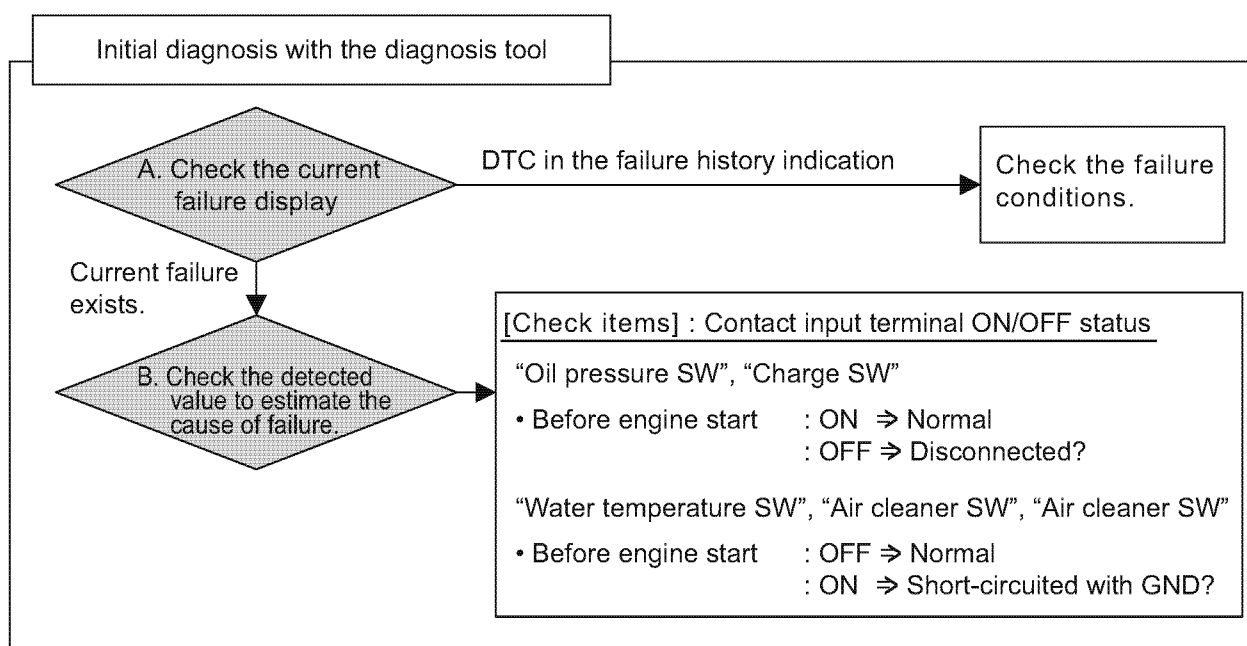 Initial diagnosis with the diagnosis tool
A. Check the current
failure display
DTC in the failure history indication
Check the failure
conditions.
Current failure
exists.
B. Check the detected
value to estimate the
cause of failure.
[Check items] : Contact input terminal ON/OFF status
“Oil pressure SW”, “Charge SW”
• Before engine start : ON ⇒ Normal
: OFF ⇒ Disconnected?
“Water temperature SW”, “Air cleaner SW”, “Air cleaner SW”
• Before engine start : OFF ⇒ Normal
: ON ⇒ Short-circuited with GND?